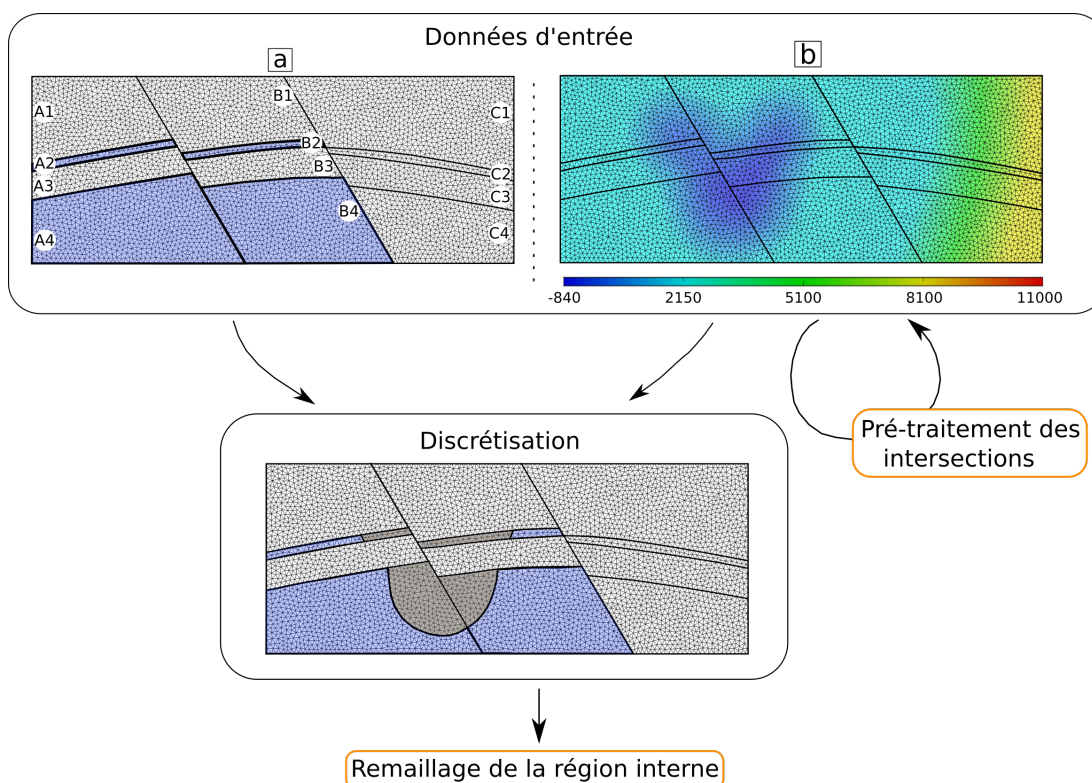 Données d'entrée
a
b
A1
B1
C1
A2
B2
A3
B3
C2
C3
A4
B4
C4
-840 2150 5100 8100 11000
Discrétisation
Pré-traitement des
intersections
Remaillage de la région interne